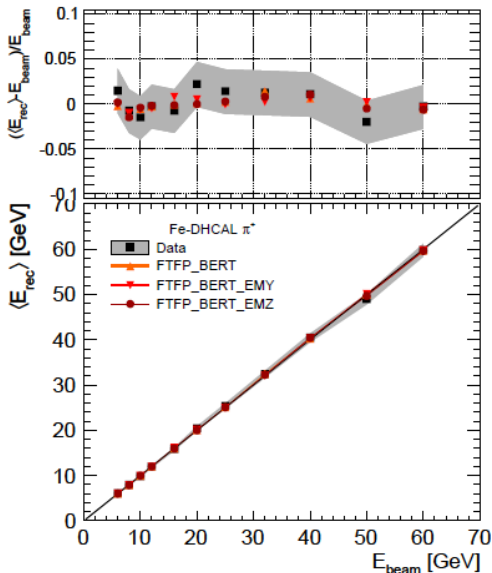 (⟨E_rec⟩-E_beam)/E_beam
0.1
0.05
0
-0.05
-0.1
⟨E_rec⟩ [GeV]
70
60
50
40
30
20
10
0
Fe-DHCAL π⁺
Data
FTFP_BERT
FTFP_BERT_EMY
FTFP_BERT_EMZ
0 10 20 30 40 50 60 70
E_beam [GeV]